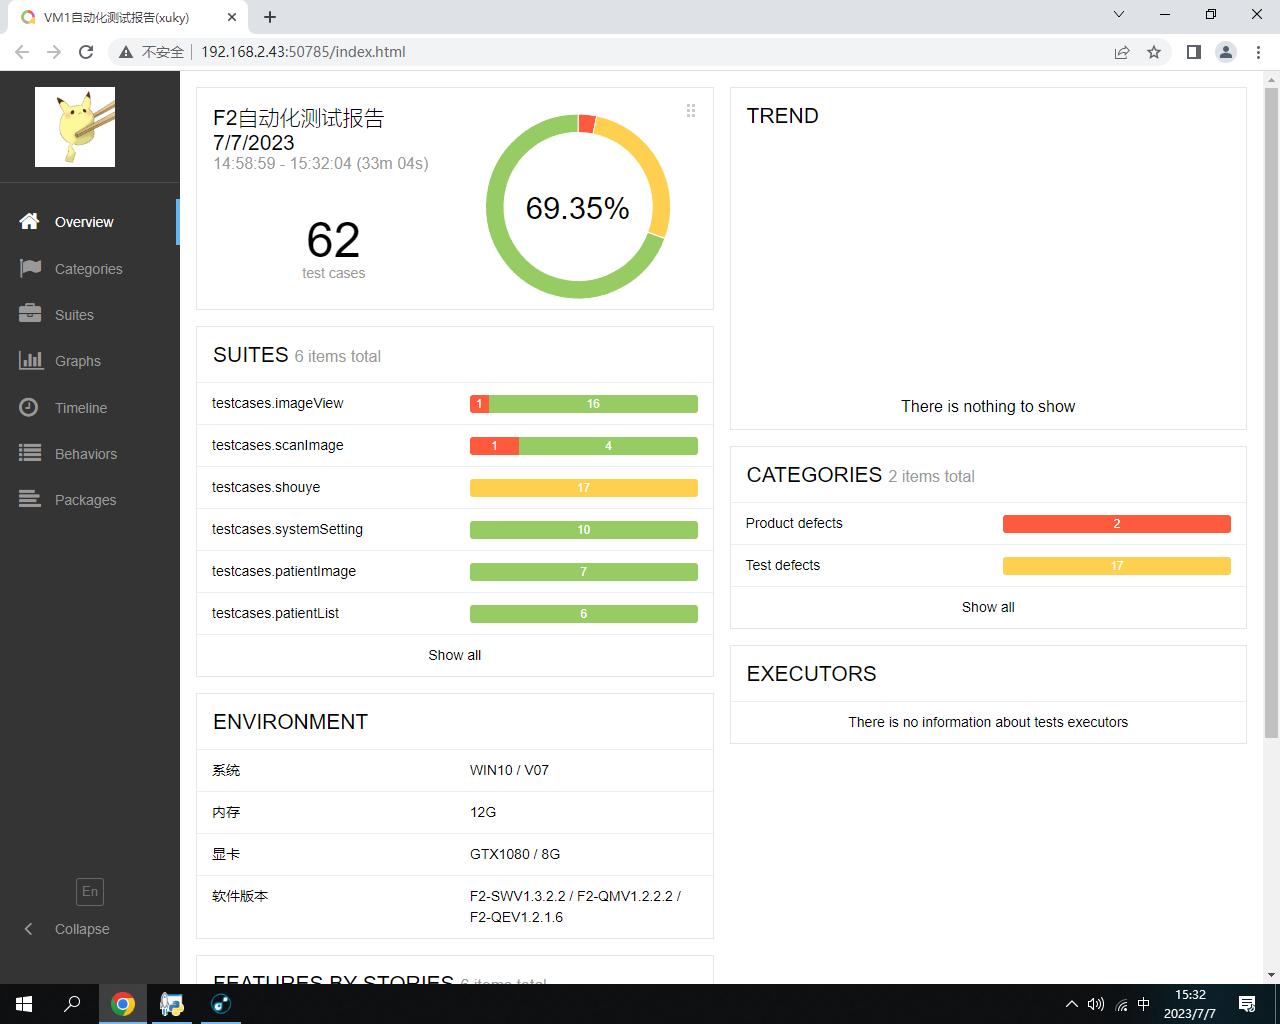 VM1自动化测试报告(xuky)
不安全
192.168.2.43:50785/index.html
Overview
Categories
Suites
Graphs
Timeline
Behaviors
Packages
En
Collapse
F2自动化测试报告
7/7/2023
14:58:59 - 15:32:04 (33m 04s)
62
test cases
69.35%
SUITES 6 items total
testcases.imageView 1 16
testcases.scanImage 1 4
testcases.shouye 17
testcases.systemSetting 10
testcases.patientImage 7
testcases.patientList 6
Show all
ENVIRONMENT
系统 WIN10 / V07
内存 12G
显卡 GTX1080 / 8G
软件版本 F2-SWV1.3.2.2 / F2-QMV1.2.2.2 /
F2-QEV1.2.1.6
FEATURES BY STORIES 6 items total
TREND
There is nothing to show
CATEGORIES 2 items total
Product defects 2
Test defects 17
Show all
EXECUTORS
There is no information about tests executors
中
15:32
2023/7/7